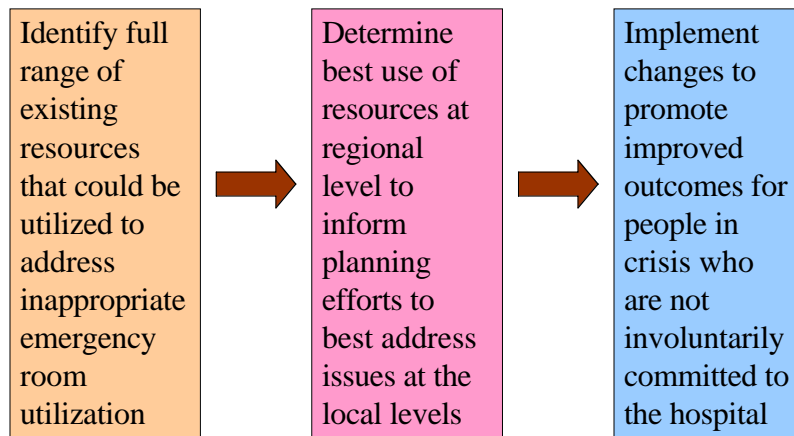 Identify full
range of
existing
resources
that could be
utilized to
address
inappropriate
emergency
room
utilization
Determine
best use of
resources at
regional
level to
inform
planning
efforts to
best address
issues at the
local levels
Implement
changes to
promote
improved
outcomes for
people in
crisis who
are not
involuntarily
committed to
the hospital